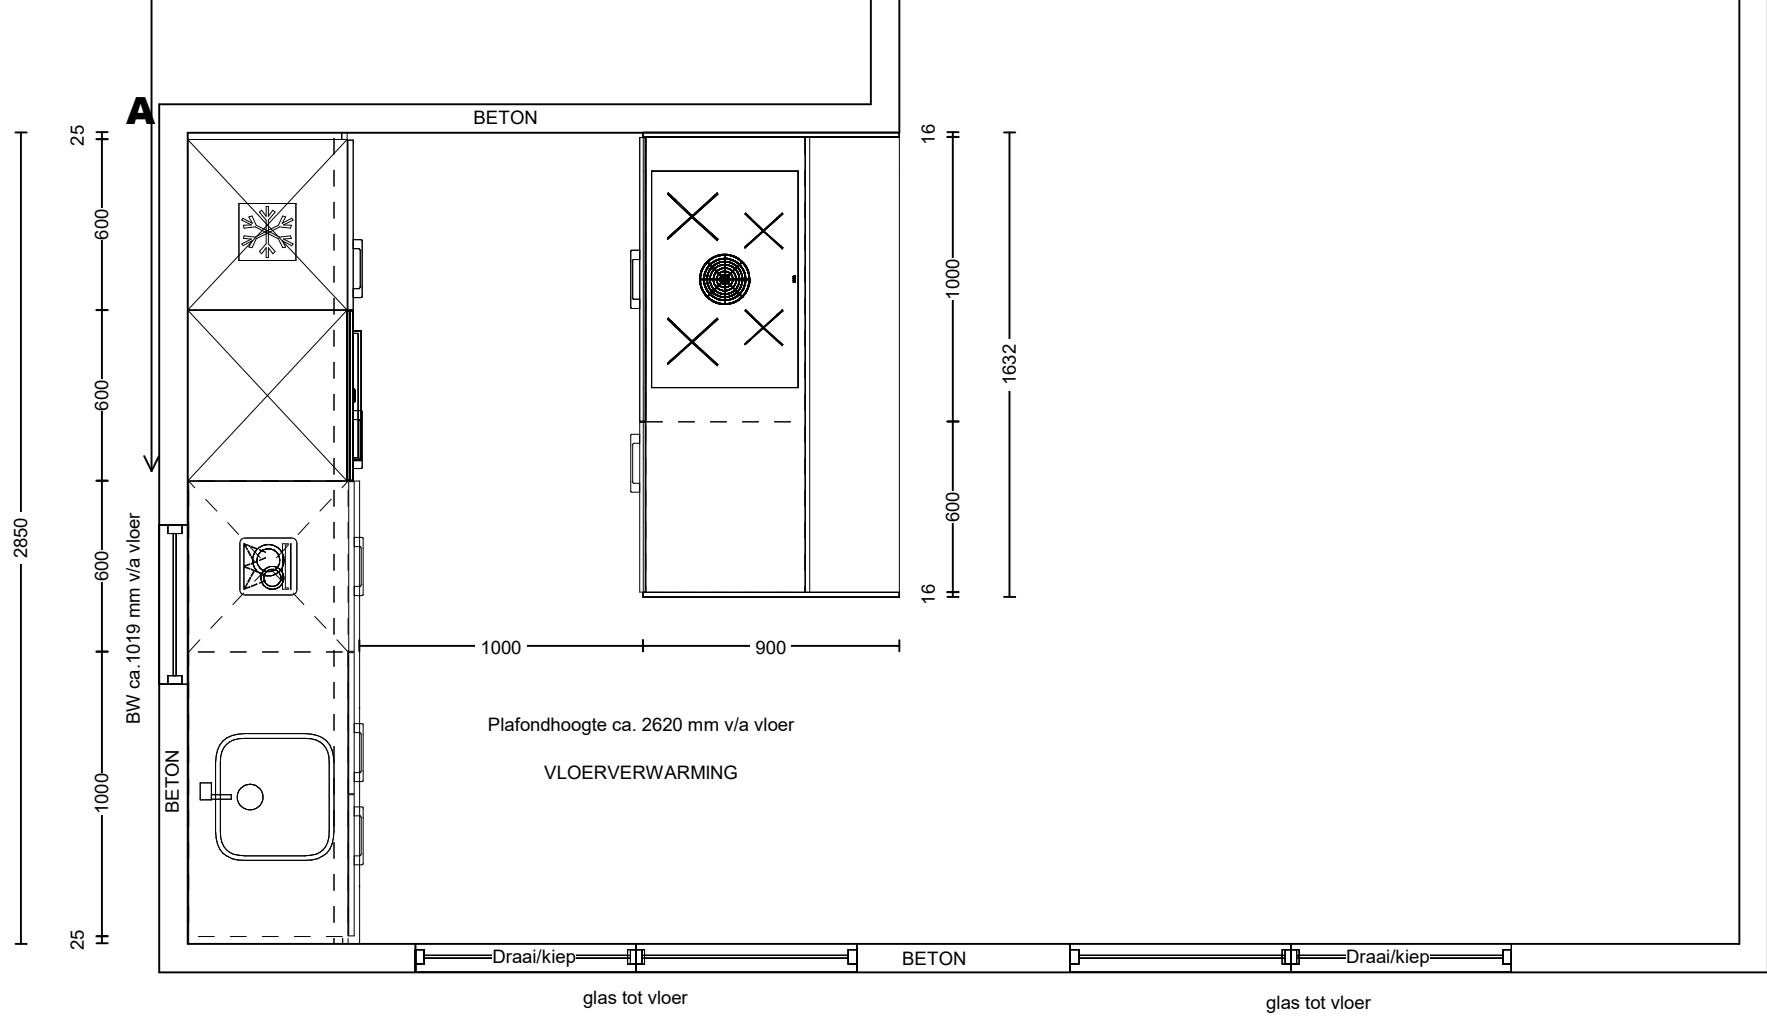 A
BETON
25
16
600
1000
1632
600
2850
600
600
16
BW ca.1019 mm v/a vloer
1000
900
Plafondhoogte ca. 2620 mm v/a vloer
VLOERVERWARMING
BETON
1000
25
Draai/kiep
BETON
Draai/kiep
glas tot vloer
glas tot vloer